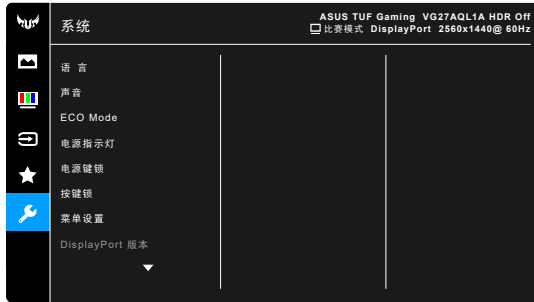 系统
ASUS TUF Gaming VG27AQL1A HDR Off
比赛模式 DisplayPort 2560x1440@ 60Hz
语 言
声音
ECO Mode
电源指示灯
电源键锁
按键锁
菜单设置
DisplayPort 版本